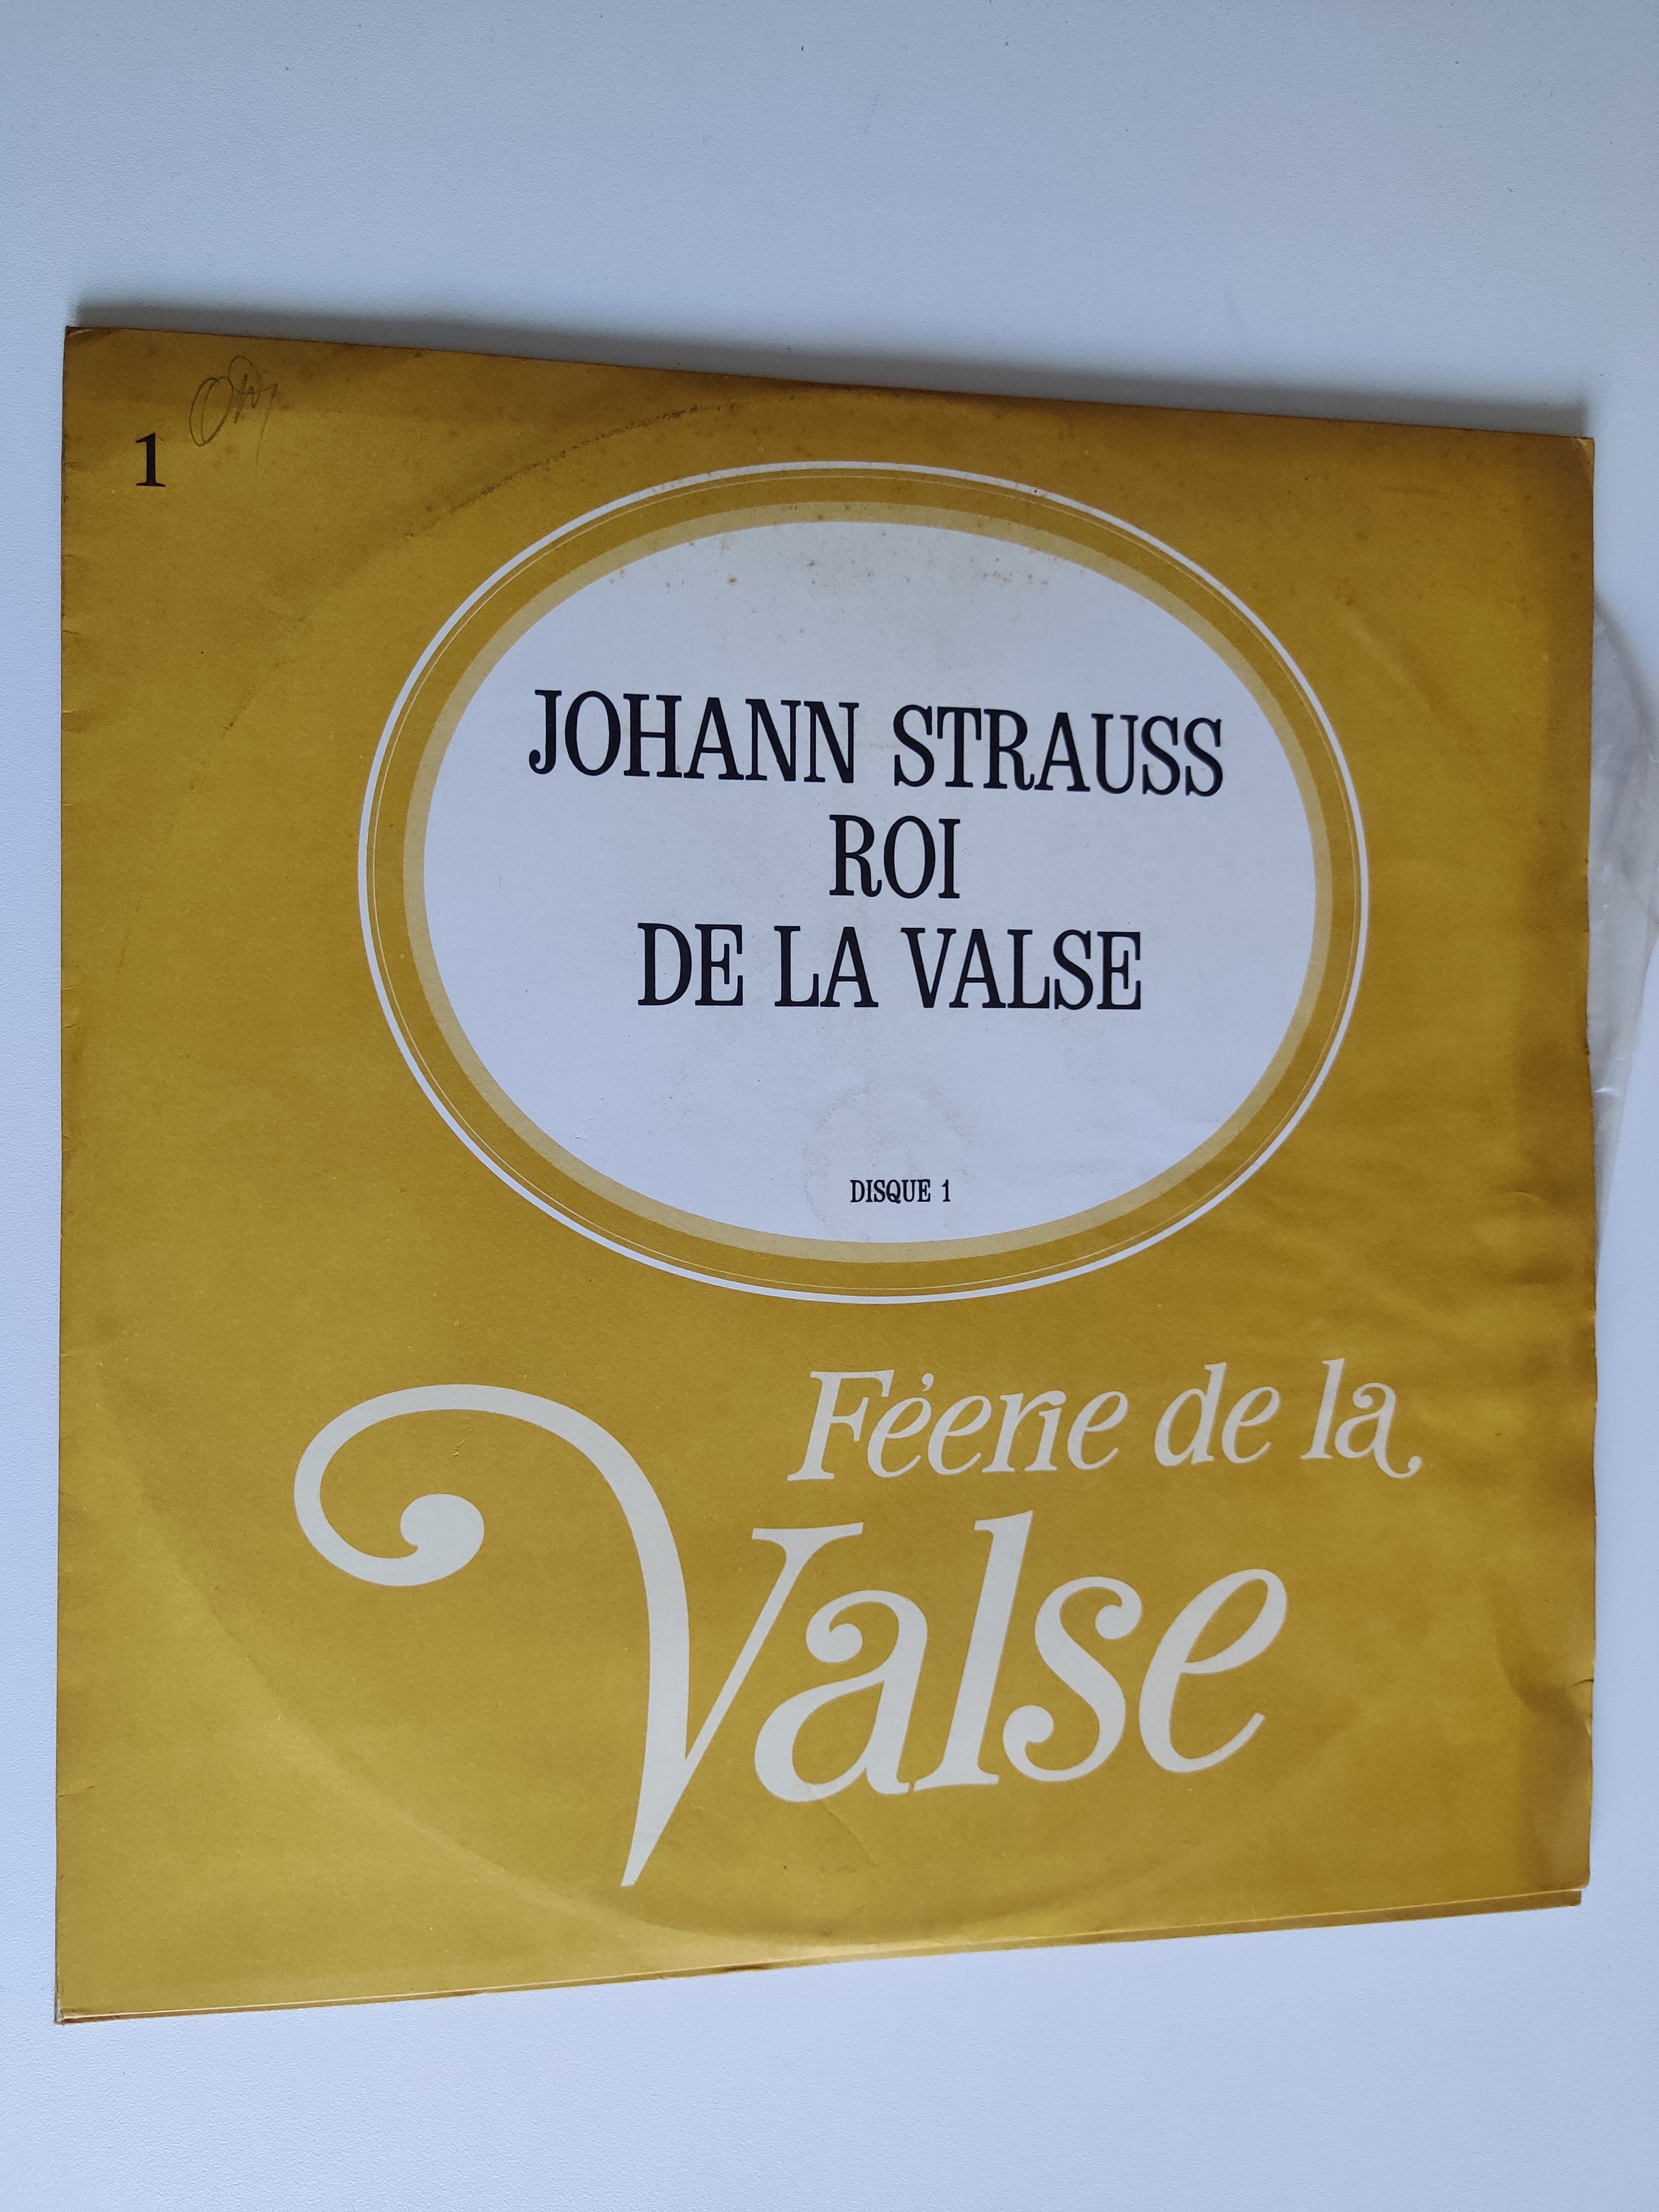 1
JOHANN STRAUSS
ROI
DE LA VALSE
DISQUE 1
Féerie de la
Valse